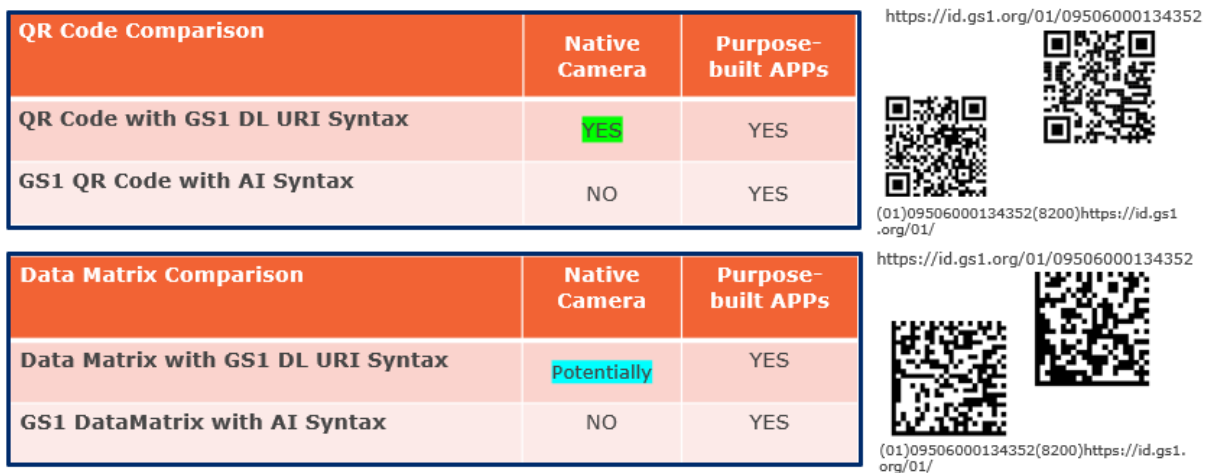 QR Code Comparison
Native
Camera
Purpose-
built APPs
QR Code with GS1 DL URI Syntax
YES
YES
GS1 QR Code with AI Syntax
NO
YES
https://id.gs1.org/01/09506000134352
(01)09506000134352(8200)https://id.gs1
.org/01/
Data Matrix Comparison
Native
Camera
Purpose-
built APPs
Data Matrix with GS1 DL URI Syntax
Potentially
YES
GS1 DataMatrix with AI Syntax
NO
YES
https://id.gs1.org/01/09506000134352
(01)09506000134352(8200)https://id.gs1.
org/01/